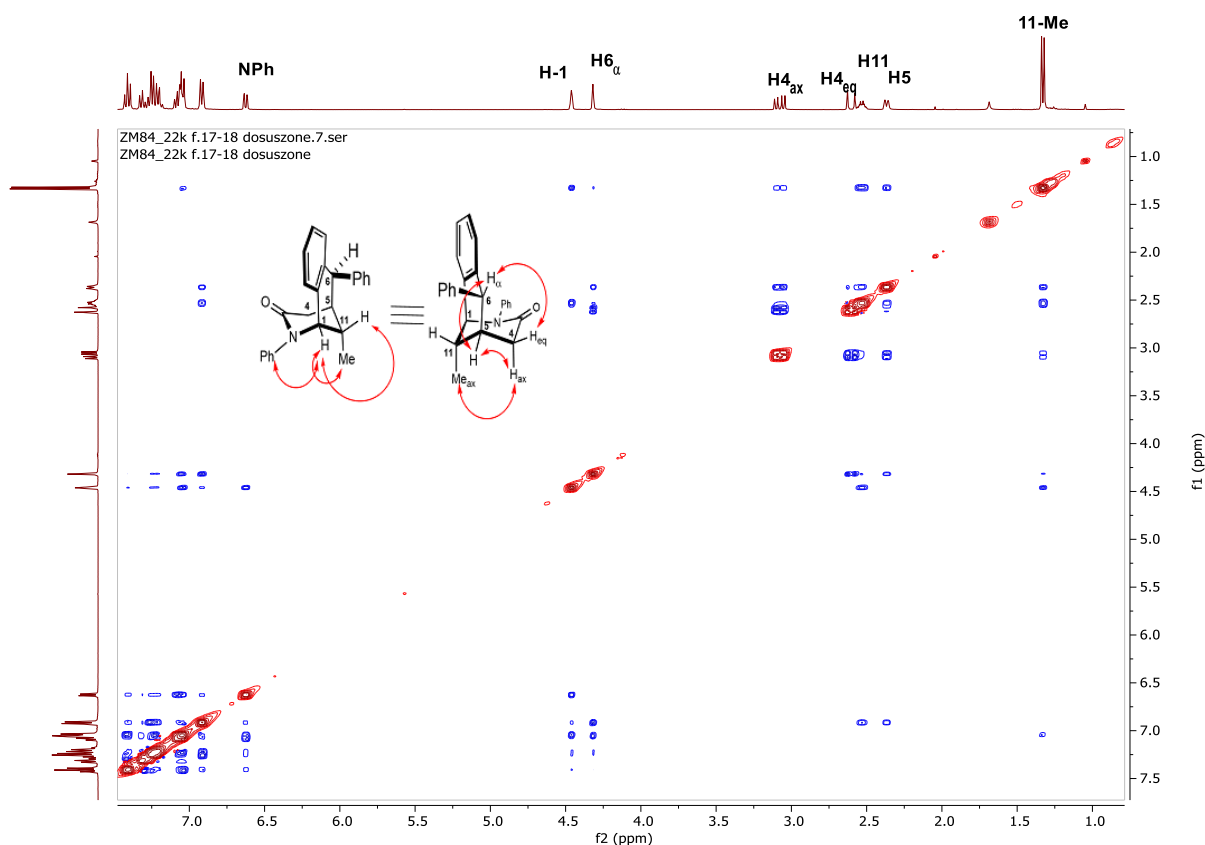 11-Me
NPh
H-1
H6α
H4ax
H4eq
H11
H5
ZM84_22k f.17-18 dosuszone.7.ser
ZM84_22k f.17-18 dosuszone
H
Ph
6
5
4
O
1
11
H
N
H
Me
Ph
Hα
Ph
6
Ph
N
O
1
5
4
H
Heq
11
H
Meax
Hax
1.0
1.5
2.0
2.5
3.0
3.5
4.0
4.5
5.0
5.5
6.0
6.5
7.0
7.5
f1 (ppm)
7.0 6.5 6.0 5.5 5.0 4.5 4.0 3.5 3.0 2.5 2.0 1.5 1.0
f2 (ppm)